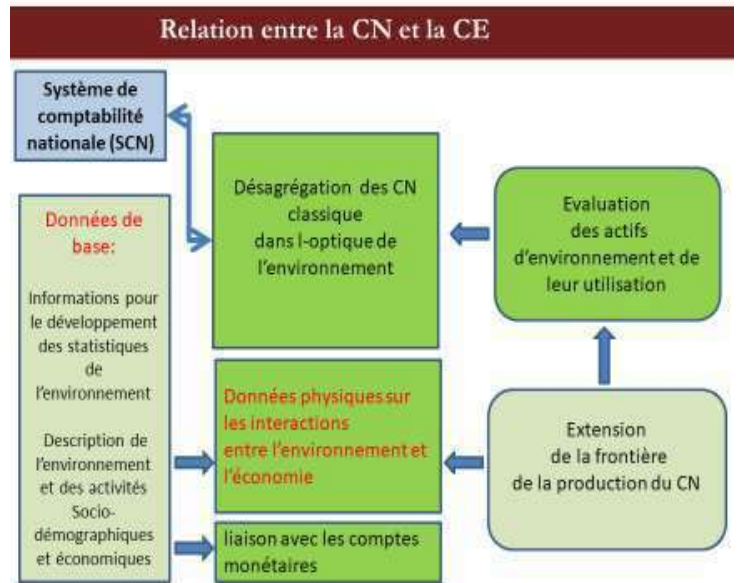 Relation entre la CN et la CE
Système de
comptabilité
nationale (SCN)
Désagrégation des CN
classique
dans l-optique de
l'environnement
Evaluation
des actifs
d'environnement et de
leur utilisation
Données de
base:
Informations pour
le développement
des statistiques
de
l'environnement
Description de
l'environnement
et des activités
Socio-
démographiques
et économiques
Données physiques sur
les interactions
entre l'environnement et
l'économie
Extension
de la frontière
de la production du CN
liaison avec les comptes
monétaires